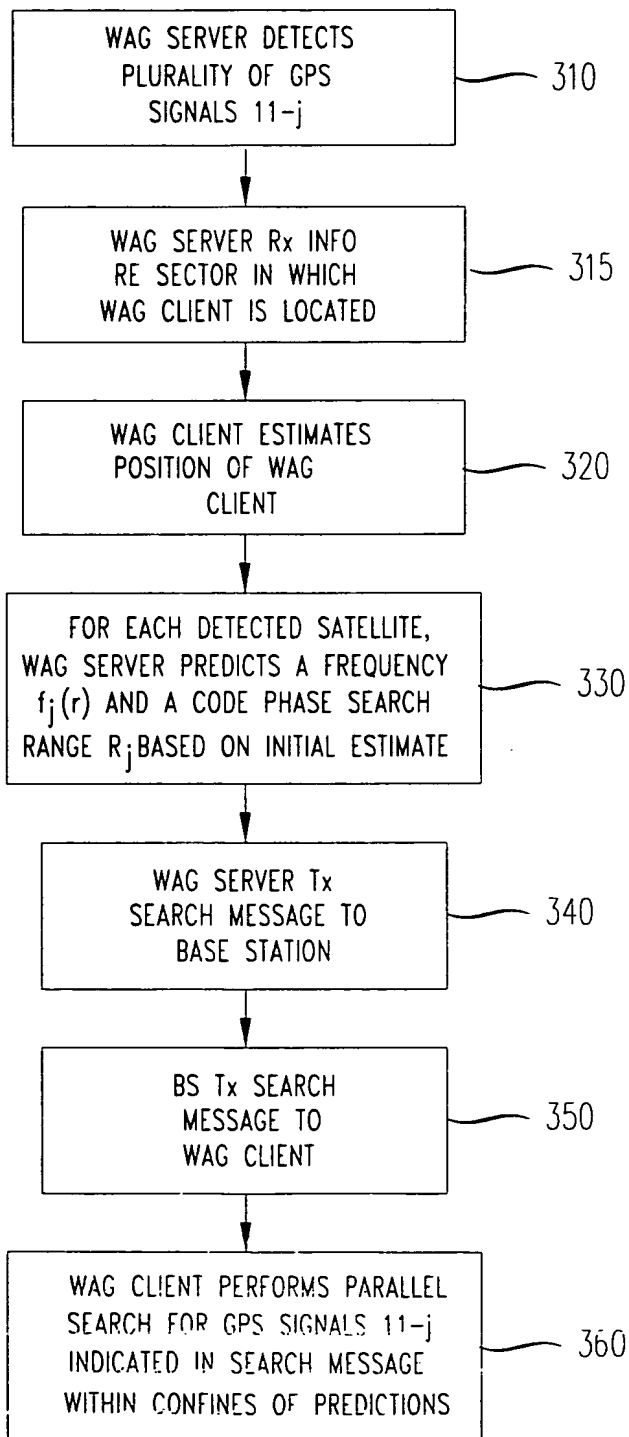 WAG SERVER DETECTS
PLURALITY OF GPS
SIGNALS 11-j
310
WAG SERVER Rx INFO
RE SECTOR IN WHICH
WAG CLIENT IS LOCATED
315
WAG CLIENT ESTIMATES
POSITION OF WAG
CLIENT
320
FOR EACH DETECTED SATELLITE,
WAG SERVER PREDICTS A FREQUENCY
fj(r) AND A CODE PHASE SEARCH
RANGE Rj BASED ON INITIAL ESTIMATE
330
WAG SERVER Tx
SEARCH MESSAGE TO
BASE STATION
340
BS Tx SEARCH
MESSAGE TO
WAG CLIENT
350
WAG CLIENT PERFORMS PARALLEL
SEARCH FOR GPS SIGNALS 11-j
INDICATED IN SEARCH MESSAGE
WITHIN CONFINES OF PREDICTIONS
360